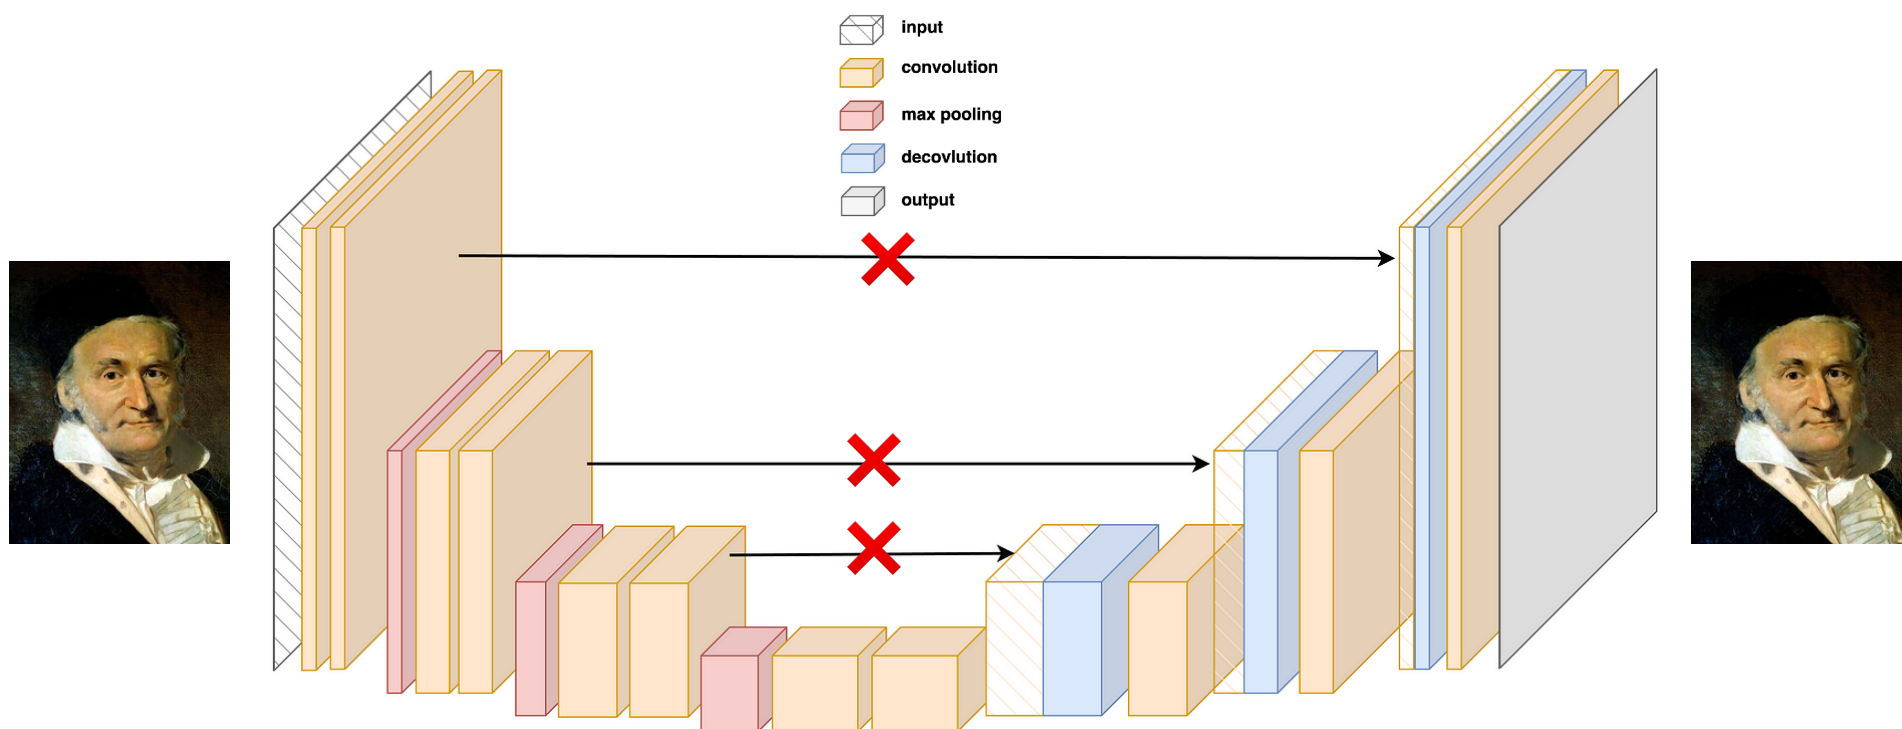 input
convolution
max pooling
decovlution
output